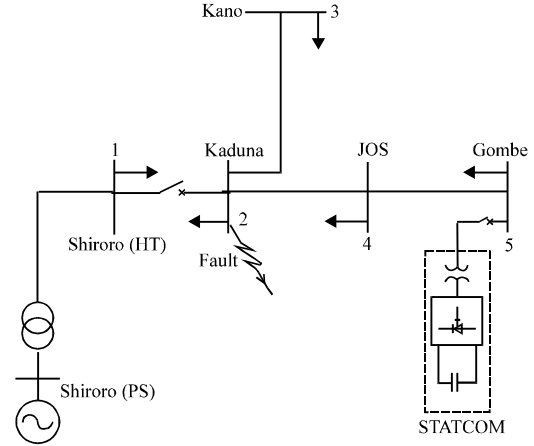 Kano 3
1 Kaduna JOS Gombe
Shiroro (HT) 2 4 5
Fault
Shiroro (PS)
STATCOM